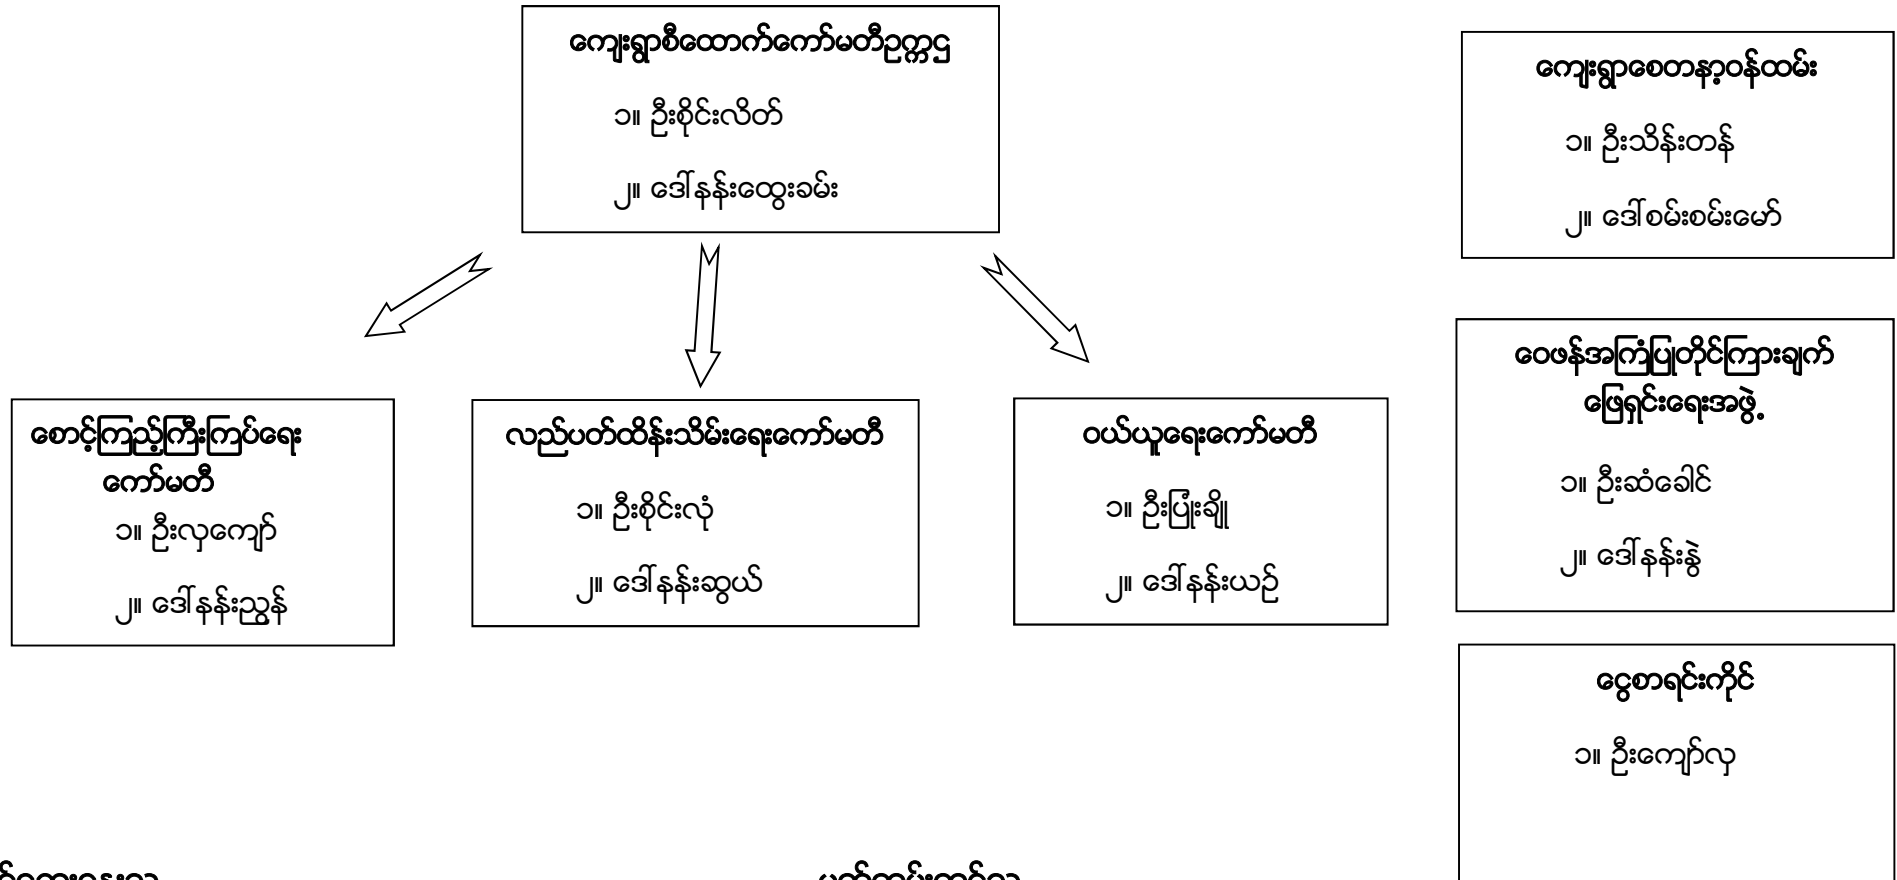 ကျေးရွာစီထောက်ကော်မတီဥက္ကဌ
၁။ ဦးစိုင်းလိတ်
၂။ ဒေါ်နန်းထွေးခမ်း
ကျေးရွာစေတနာ့ဝန်ထမ်း
၁။ ဦးသိန်းတန်
၂။ ဒေါ်စမ်းစမ်းမော်
စောင့်ကြည့်ကြီးကြပ်ရေး
ကော်မတီ
၁။ ဦးလှကျော်
၂။ ဒေါ်နန်းညွန်
လည်ပတ်ထိန်းသိမ်းရေးကော်မတီ
၁။ ဦးစိုင်းလုံ
၂။ ဒေါ်နန်းဆွယ်
ဝယ်ယူရေးကော်မတီ
၁။ ဦးပြုံးချို
၂။ ဒေါ်နန်းယဉ်
ဝေဖန်အကြံပြုတိုင်ကြားချက်
ဖြေရှင်းရေးအဖွဲ့
၁။ ဦးဆံခေါင်
၂။ ဒေါ်နန်းနွဲ
ငွေစာရင်းကိုင်
၁။ ဦးကျော်လှ